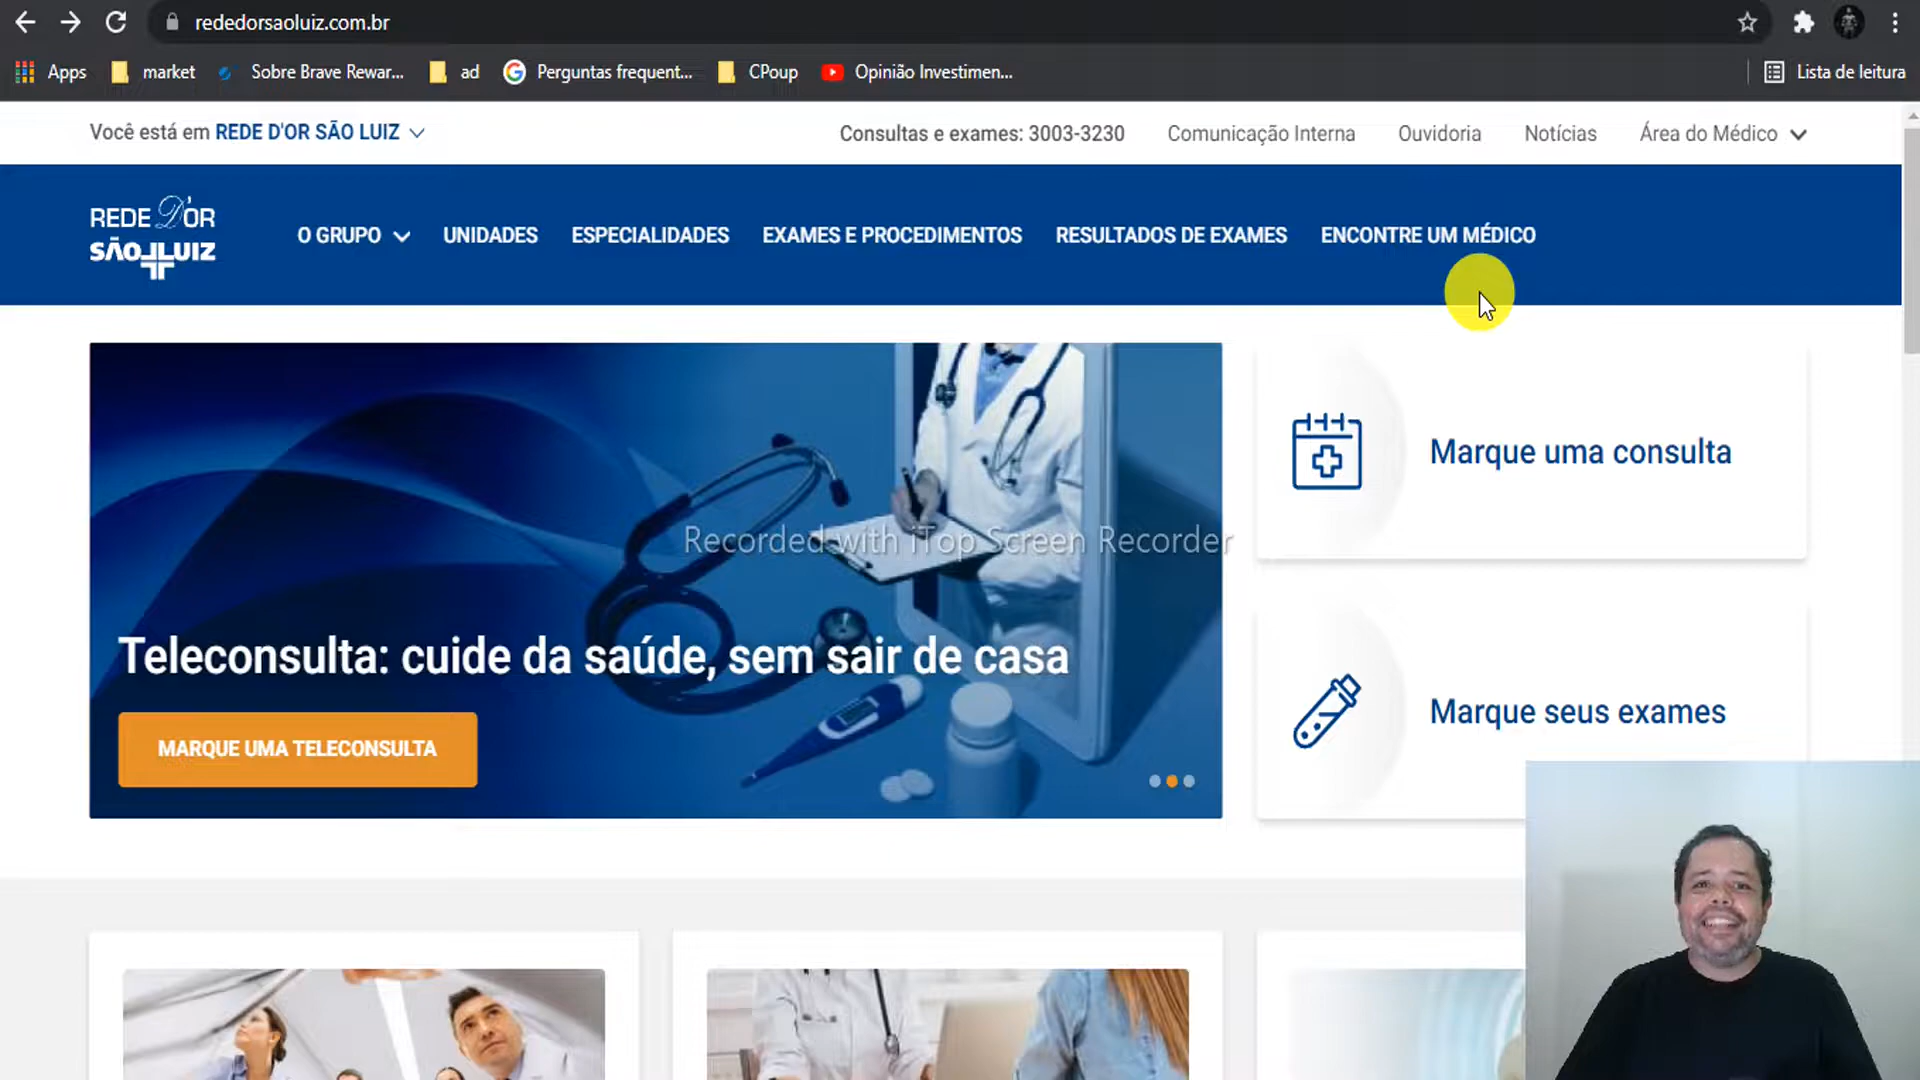 rededorsaoluiz.com.br
Apps market Sobre Brave Rewar... ad Perguntas frequent... CPoup Opinião Investimen... Lista de leitura
Você está em REDE D'OR SÃO LUIZ Consultas e exames: 3003-3230 Comunicação Interna Ouvidoria Notícias Área do Médico
REDE D'OR
SÃO LUIZ
O GRUPO UNIDADES ESPECIALIDADES EXAMES E PROCEDIMENTOS RESULTADOS DE EXAMES ENCONTRE UM MÉDICO
Marque uma consulta
Recorded with iTop Screen Recorder
Teleconsulta: cuide da saúde, sem sair de casa
Marque seus exames
MARQUE UMA TELECONSULTA